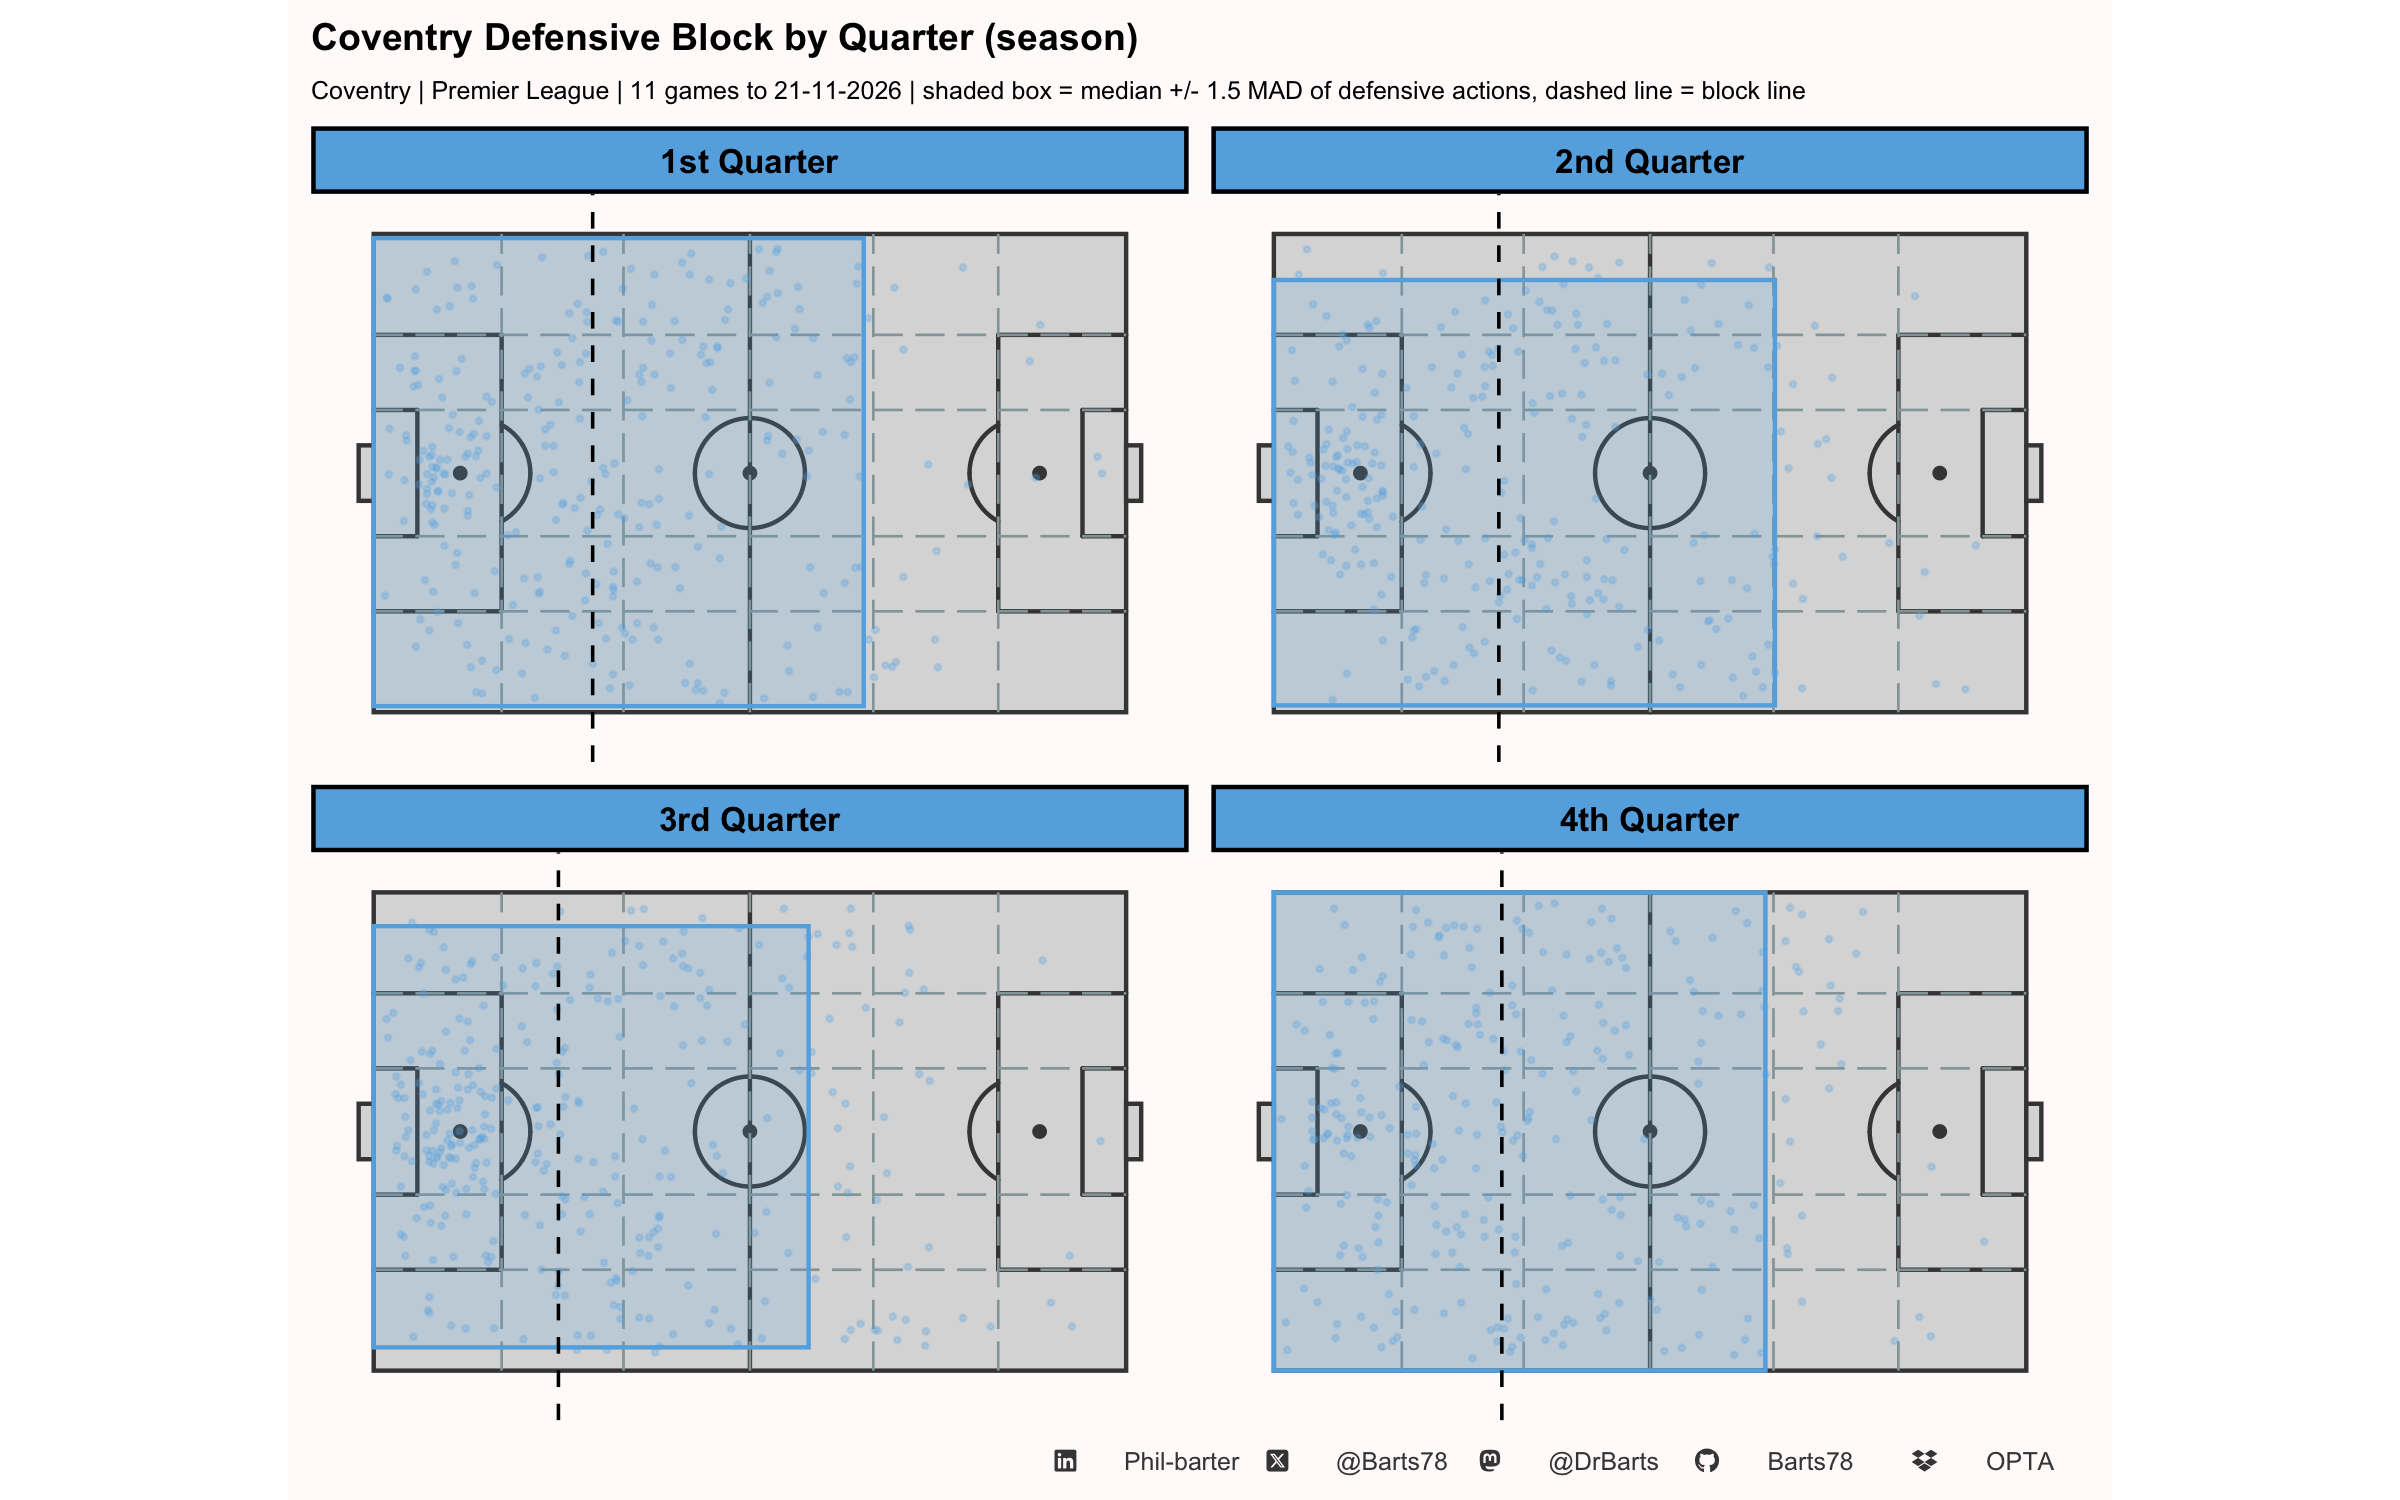 Coventry Defensive Block by Quarter (season)
Coventry | Premier League | 11 games to 21-11-2026 | shaded box = median +/- 1.5 MAD of defensive actions, dashed line = block line
1st Quarter
2nd Quarter
3rd Quarter
4th Quarter
Phil-barter @Barts78 @DrBarts Barts78 OPTA